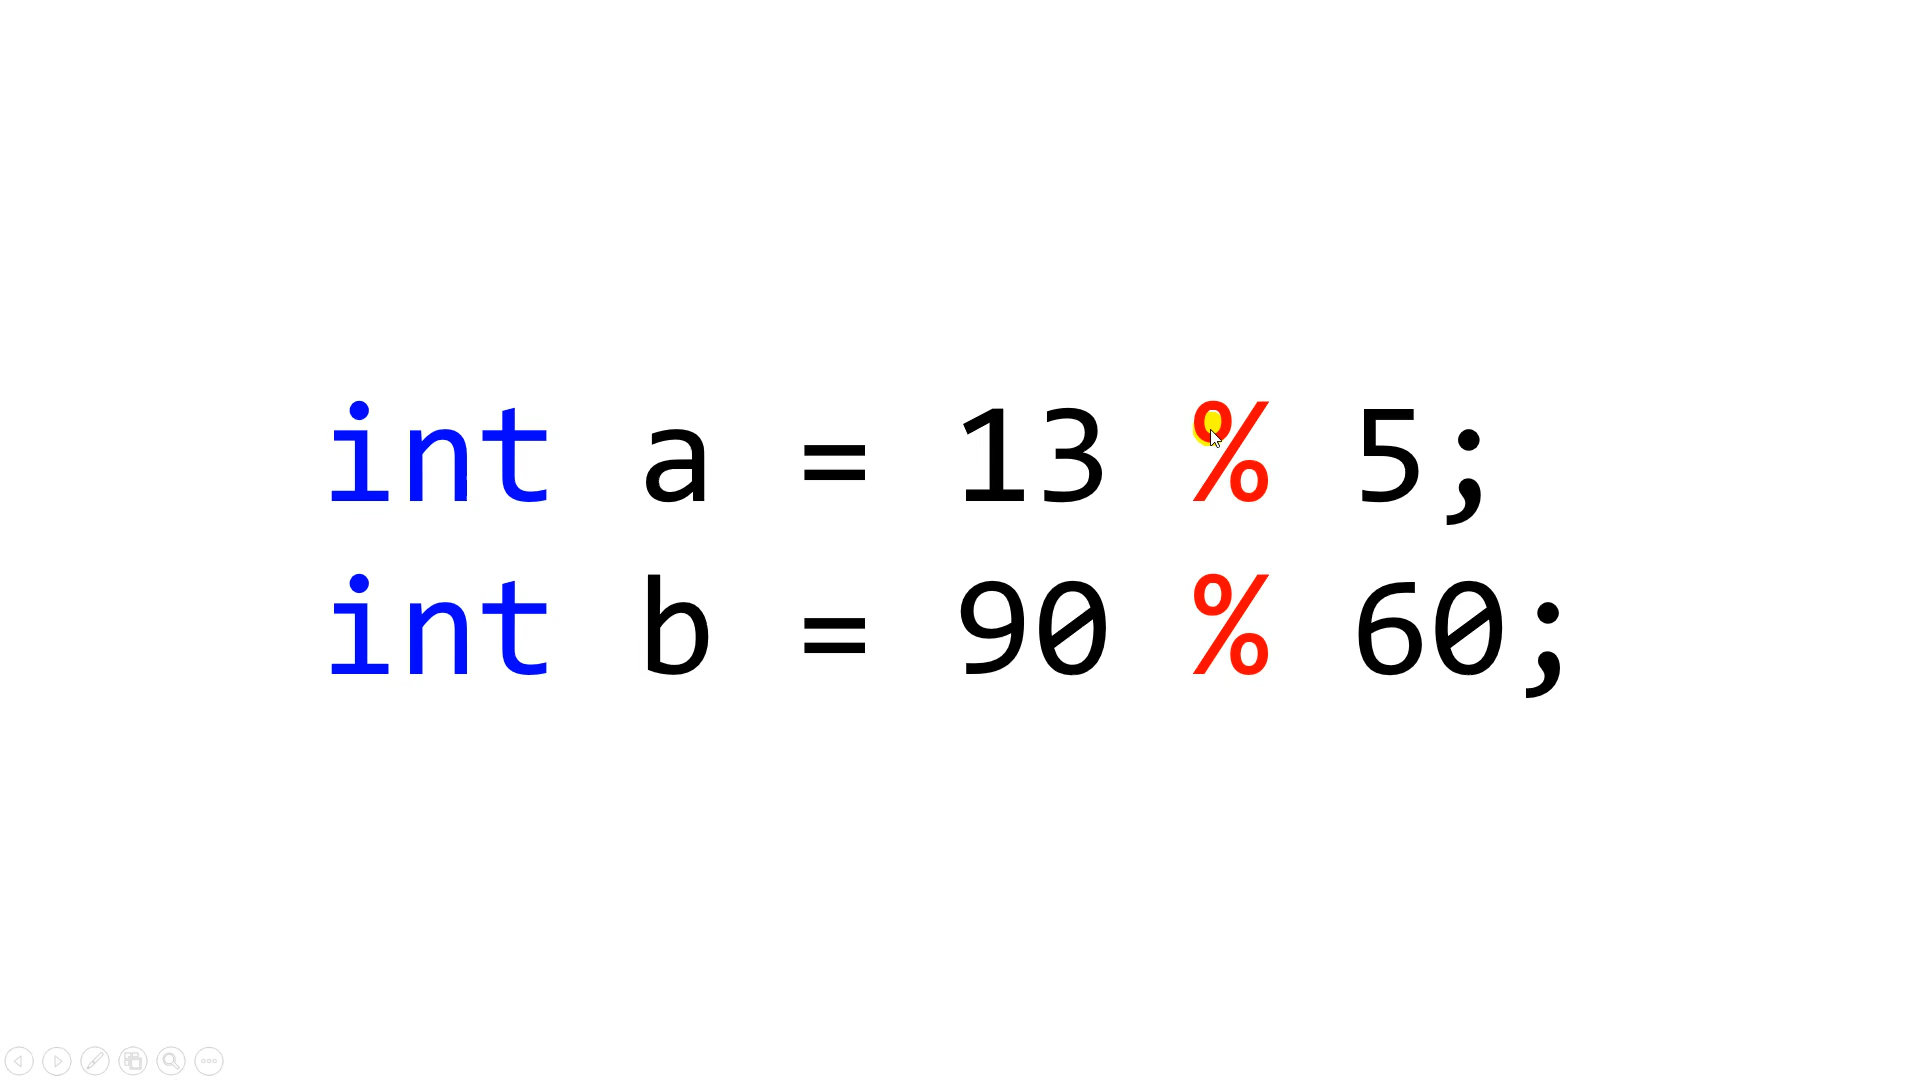 int a = 13 % 5;
int b = 90 % 60;